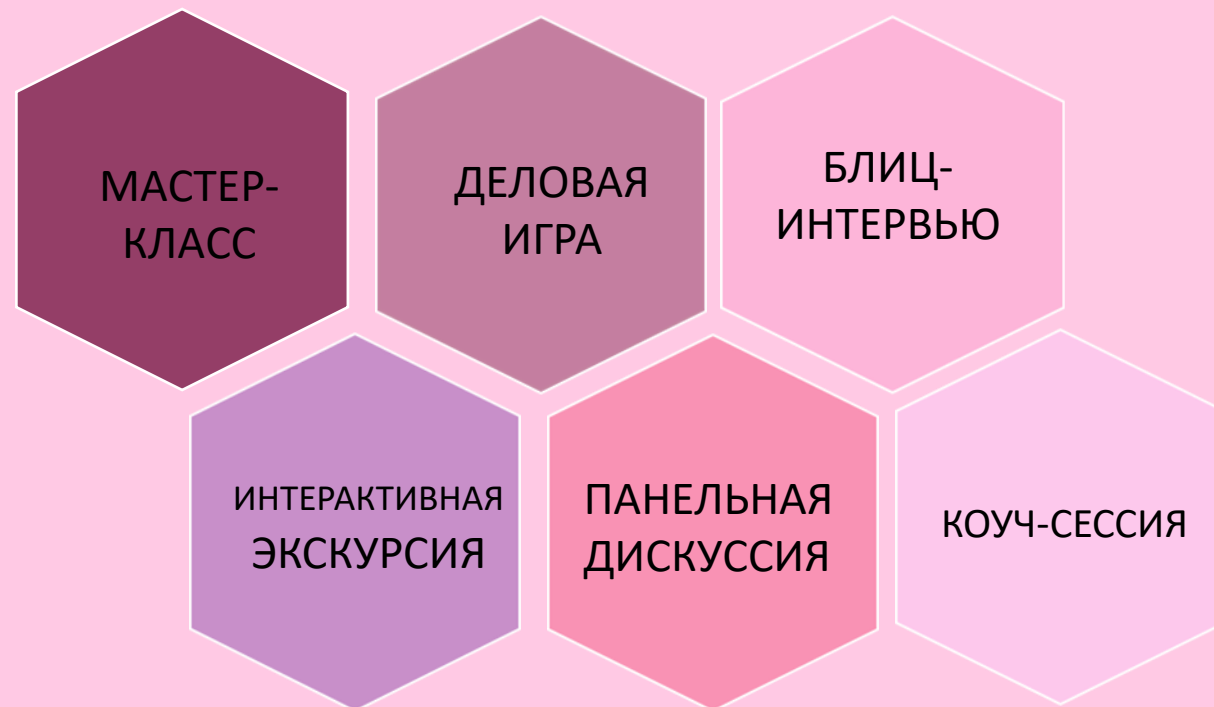 МАСТЕР-
КЛАСС
ДЕЛОВАЯ
ИГРА
БЛИЦ-
ИНТЕРВЬЮ
ИНТЕРАКТИВНАЯ
ЭКСКУРСИЯ
ПАНЕЛЬНАЯ
ДИСКУССИЯ
КОУЧ-СЕССИЯ